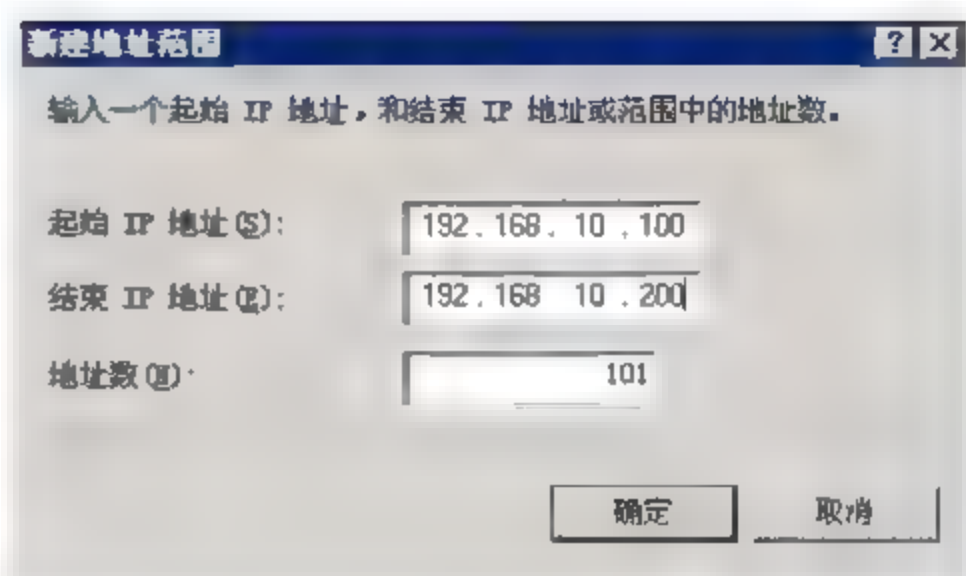 新建地址范围
输入一个起始 IP 地址,和结束 IP 地址或范围中的地址数。
起始 IP 地址(S):
192.168.10.100
结束 IP 地址(E):
192.168 10.200
地址数(N):
101
确定
取消